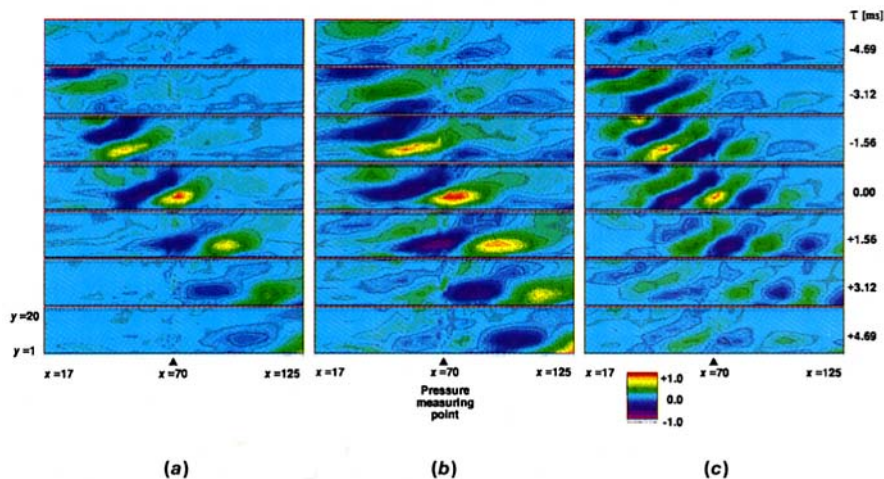 τ [ms]
-4.69
-3.12
-1.56
0.00
+1.56
+3.12
+4.69
y =20
y =1
x =17
x =70
x =125
x =17
x =70
x =125
x =17
x =70
x =125
Pressure
measuring
point
+1.0
0.0
-1.0
(a)
(b)
(c)